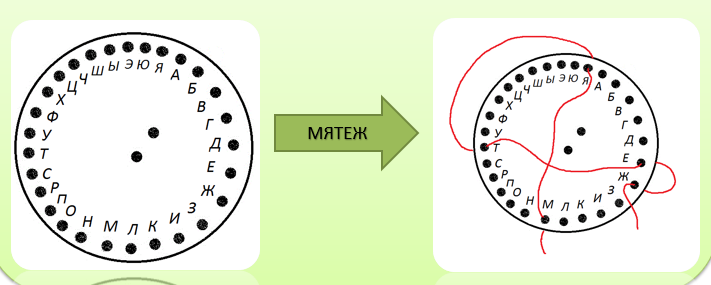 А Б В Г Д Е Ж З И К Л М Н О П Р С Т У Ф Х Ц Ч Ш Ы Э Ю Я
МЯТЕЖ
А Б В Г Д Е Ж З И К Л М Н О П Р С Т У Ф Х Ц Ч Ш Ы Э Ю Я